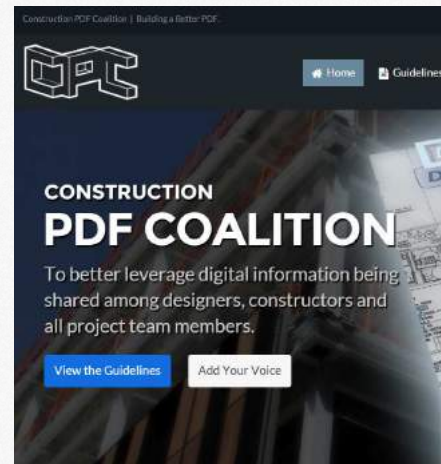 Construction PDF Coalition | Building a Better PDF.
CPC
Home
Guidelines
CONSTRUCTION
PDF COALITION
To better leverage digital information being
shared among designers, constructors and
all project team members.
View the Guidelines
Add Your Voice